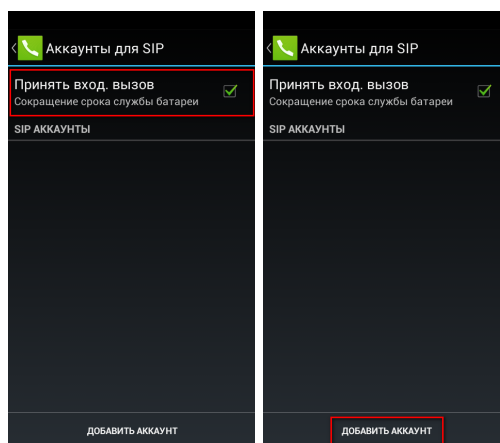 Аккаунты для SIP
Принять вход. вызов
Сокращение срока службы батареи
SIP АККАУНТЫ
ДОБАВИТЬ АККАУНТ
Аккаунты для SIP
Принять вход. вызов
Сокращение срока службы батареи
SIP АККАУНТЫ
ДОБАВИТЬ АККАУНТ